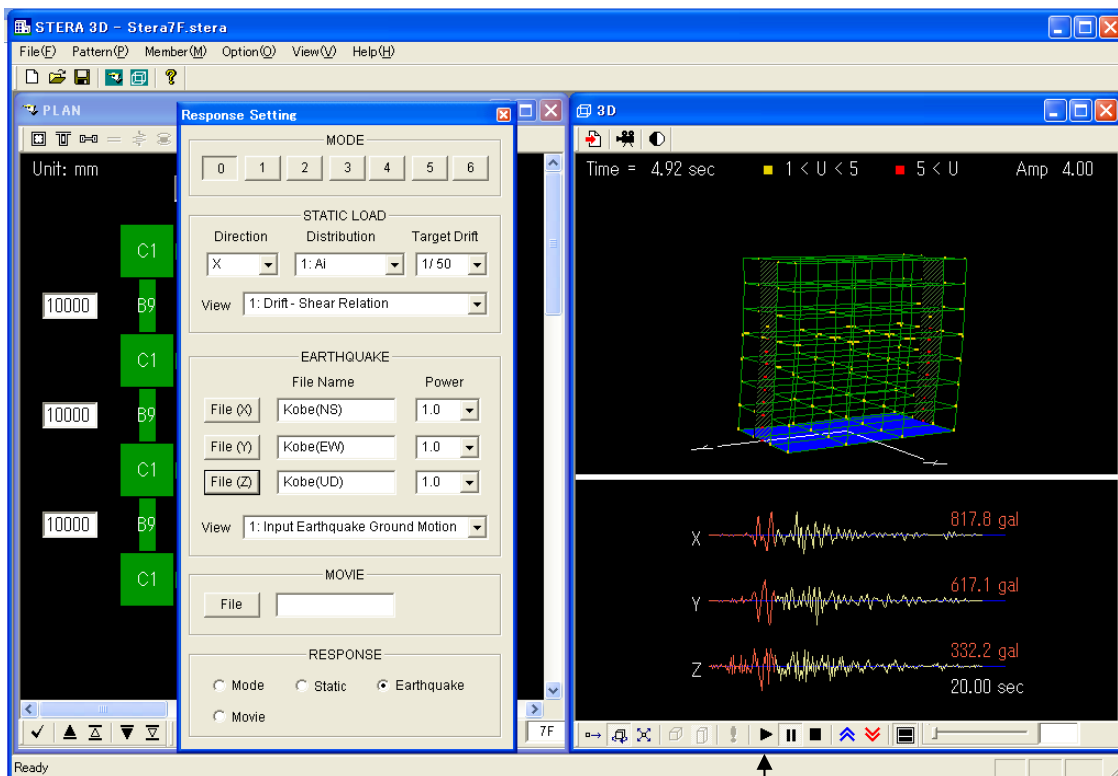 STERA 3D - Stera7F.stera
File(F) Pattern(P) Member(M) Option(O) View(V) Help(H)
PLAN
Unit: mm
C1
10000 B9
C1
10000 B9
C1
10000 B9
C1
7F
Response Setting
MODE
0 1 2 3 4 5 6
STATIC LOAD
Direction Distribution Target Drift
X 1: Ai 1/ 50
View 1: Drift - Shear Relation
EARTHQUAKE
File Name Power
File (X) Kobe(NS) 1.0
File (Y) Kobe(EW) 1.0
File (Z) Kobe(UD) 1.0
View 1: Input Earthquake Ground Motion
MOVIE
File
RESPONSE
Mode Static Earthquake
Movie
3D
Time = 4.92 sec 1 < U < 5 5 < U Amp 4.00
X 817.8 gal
Y 617.1 gal
Z 332.2 gal
20.00 sec
Ready